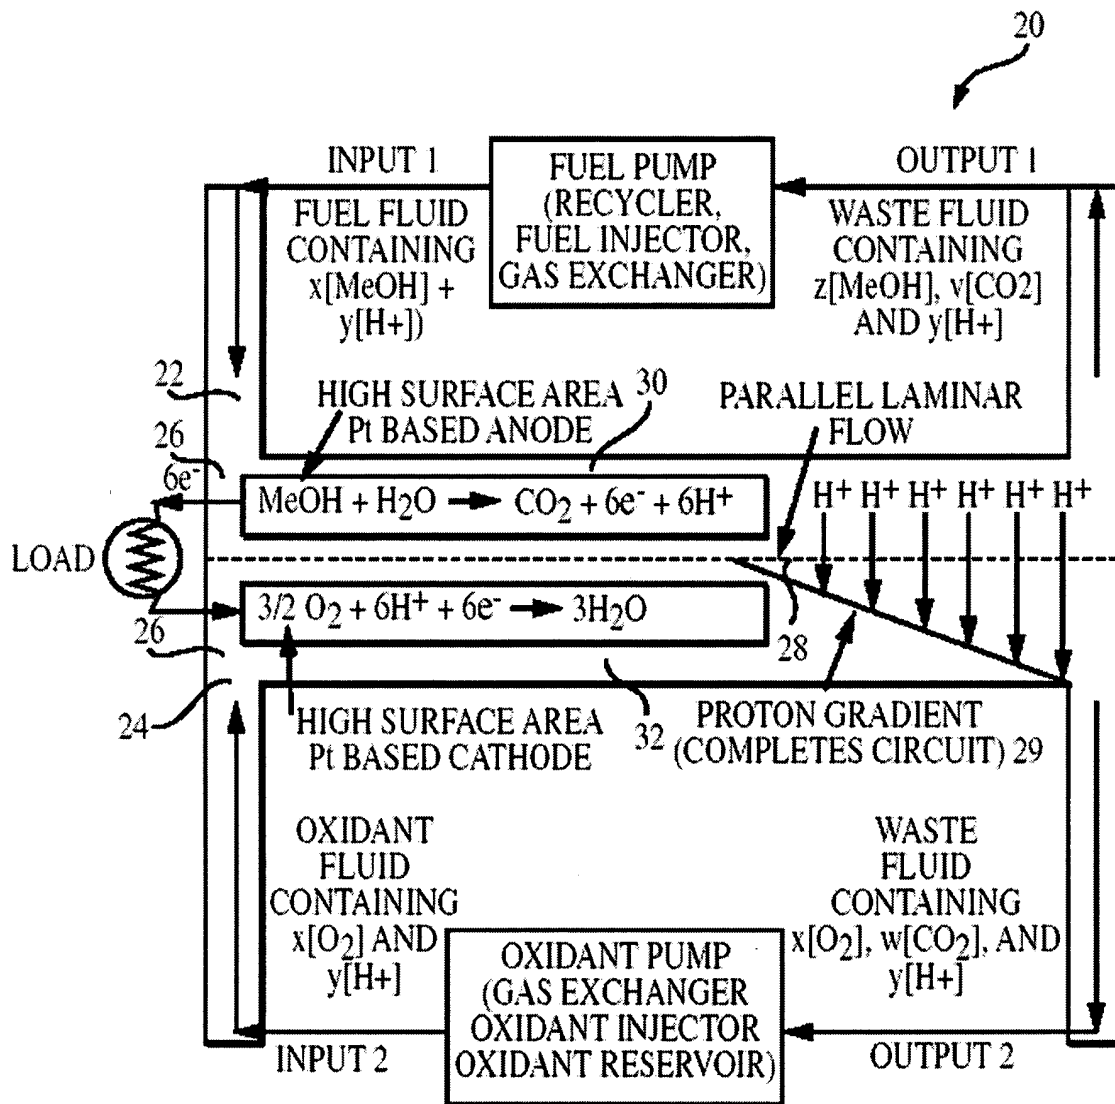 20
INPUT 1
FUEL PUMP
(RECYCLER,
FUEL INJECTOR,
GAS EXCHANGER)
OUTPUT 1
FUEL FLUID
CONTAINING
x[MeOH] +
y[H+])
WASTE FLUID
CONTAINING
z[MeOH], v[CO2]
AND y[H+]
22
HIGH SURFACE AREA
Pt BASED ANODE
30
PARALLEL LAMINAR
FLOW
26
6e-
MeOH + H2O → CO2 + 6e- + 6H+
H+ H+ H+ H+ H+ H+
LOAD
3/2 O2 + 6H+ + 6e- → 3H2O
26
28
24
HIGH SURFACE AREA
Pt BASED CATHODE
32
PROTON GRADIENT
(COMPLETES CIRCUIT) 29
OXIDANT
FLUID
CONTAINING
x[O2] AND
y[H+]
WASTE
FLUID
CONTAINING
x[O2], w[CO2], AND
y[H+]
OXIDANT PUMP
(GAS EXCHANGER
OXIDANT INJECTOR
OXIDANT RESERVOIR)
INPUT 2
OUTPUT 2